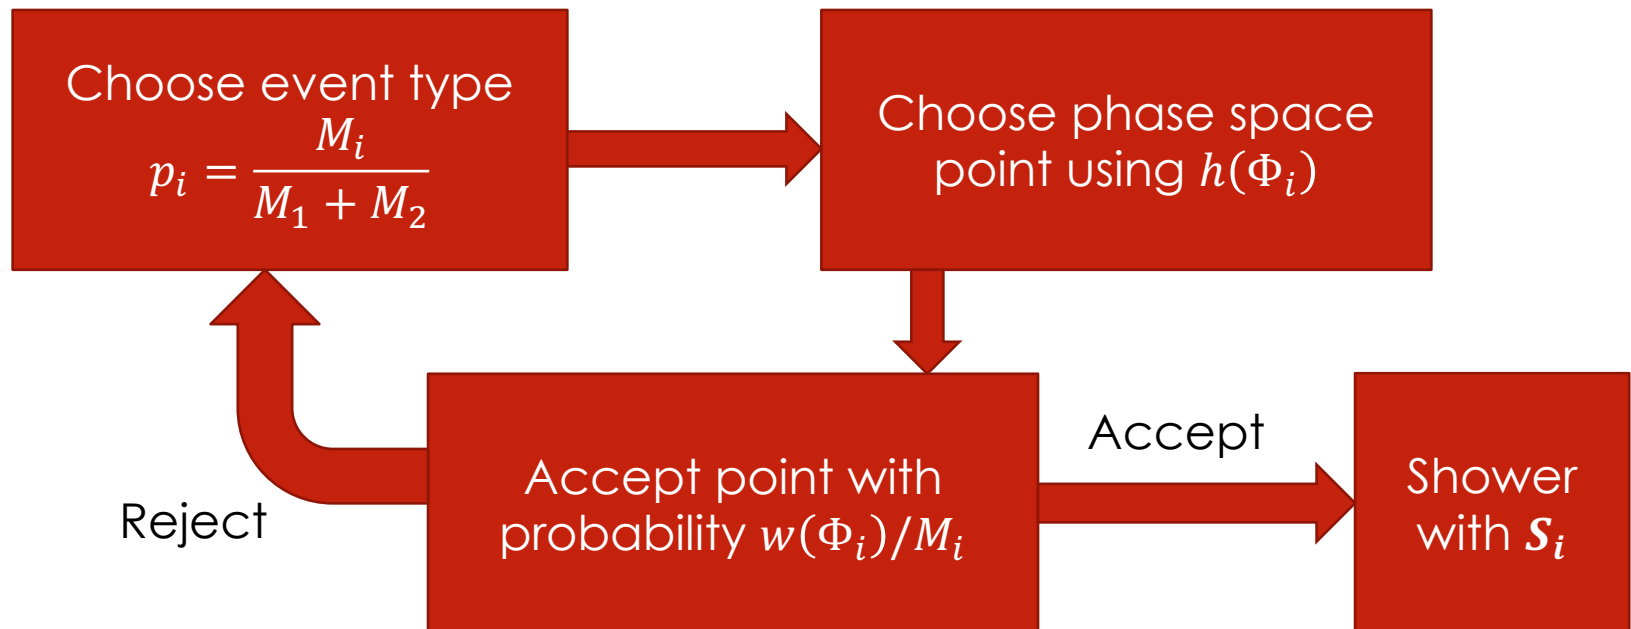 Choose event type
p_i = M_i / (M_1 + M_2)
Choose phase space
point using h(Φ_i)
Accept point with
probability w(Φ_i)/M_i
Reject
Accept
Shower
with S_i